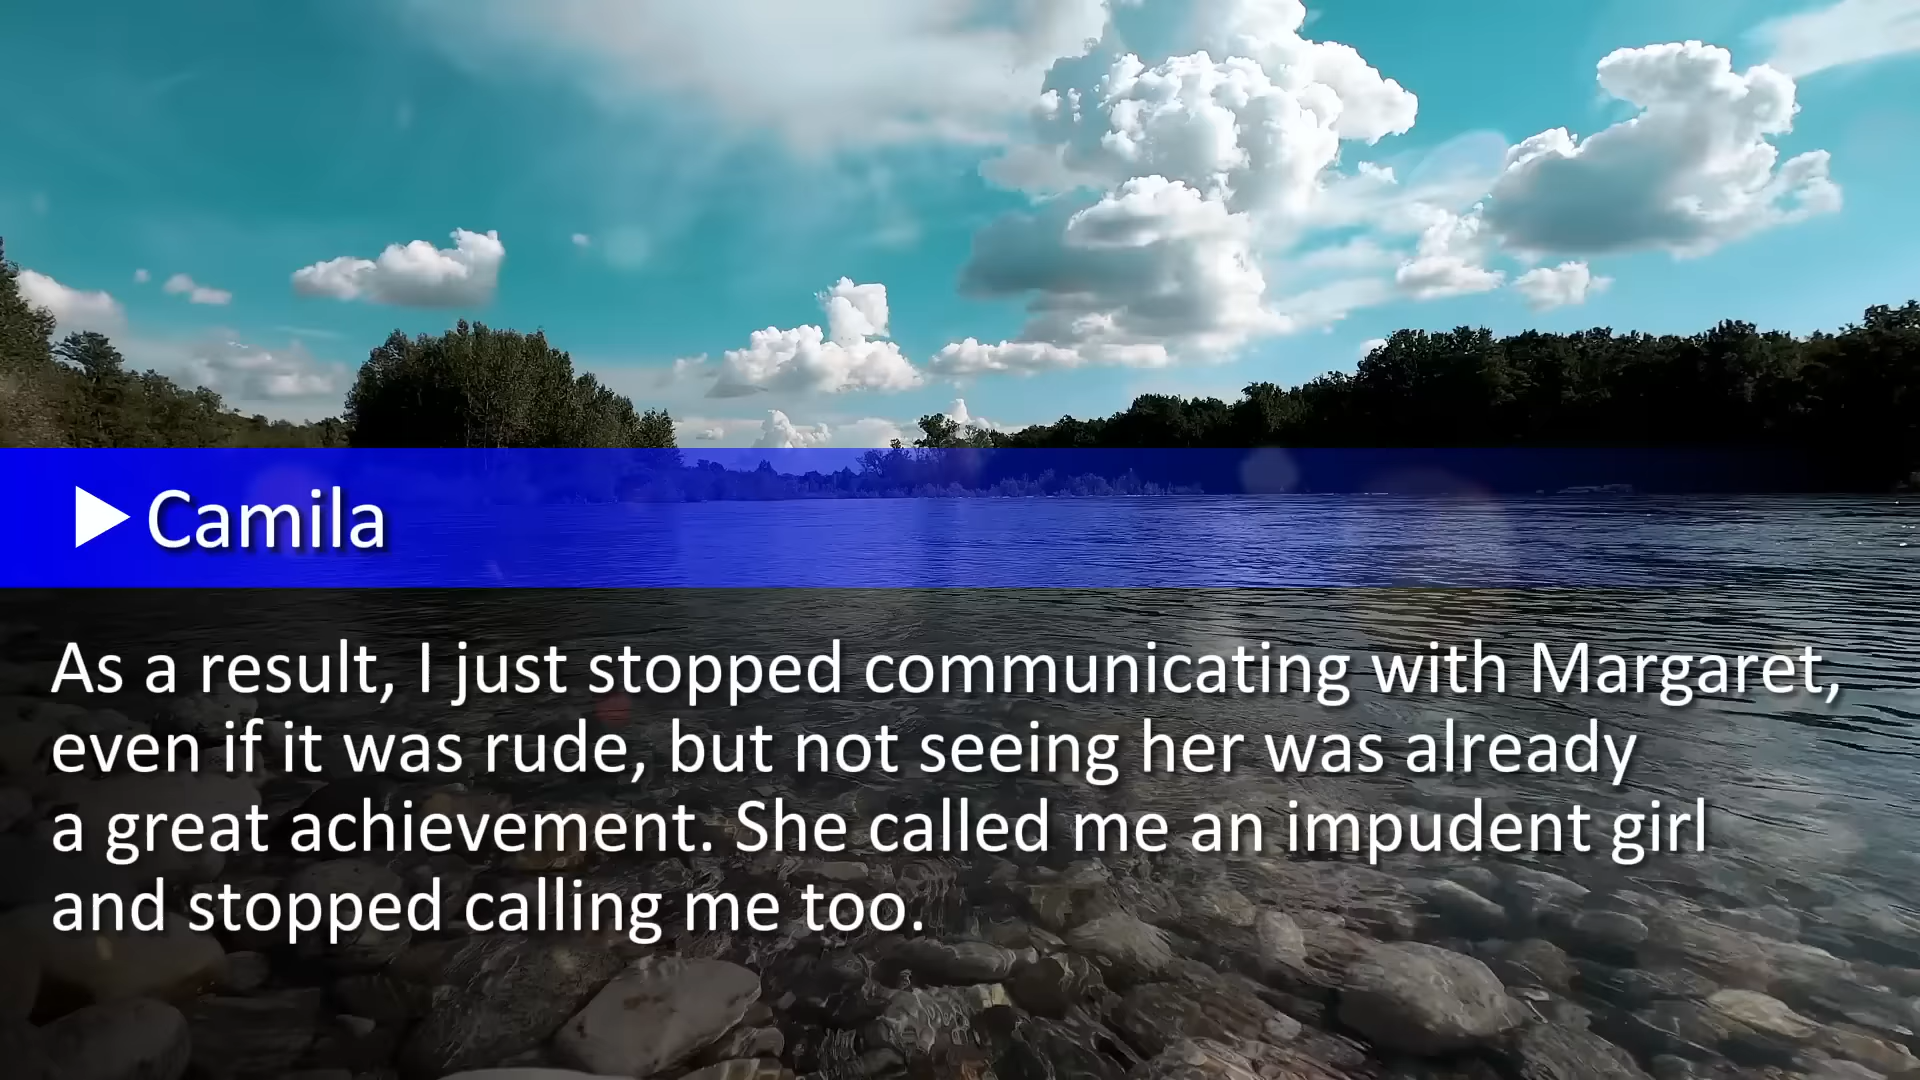 Camila
As a result, I just stopped communicating with Margaret,
even if it was rude, but not seeing her was already
a great achievement. She called me an impudent girl
and stopped calling me too.